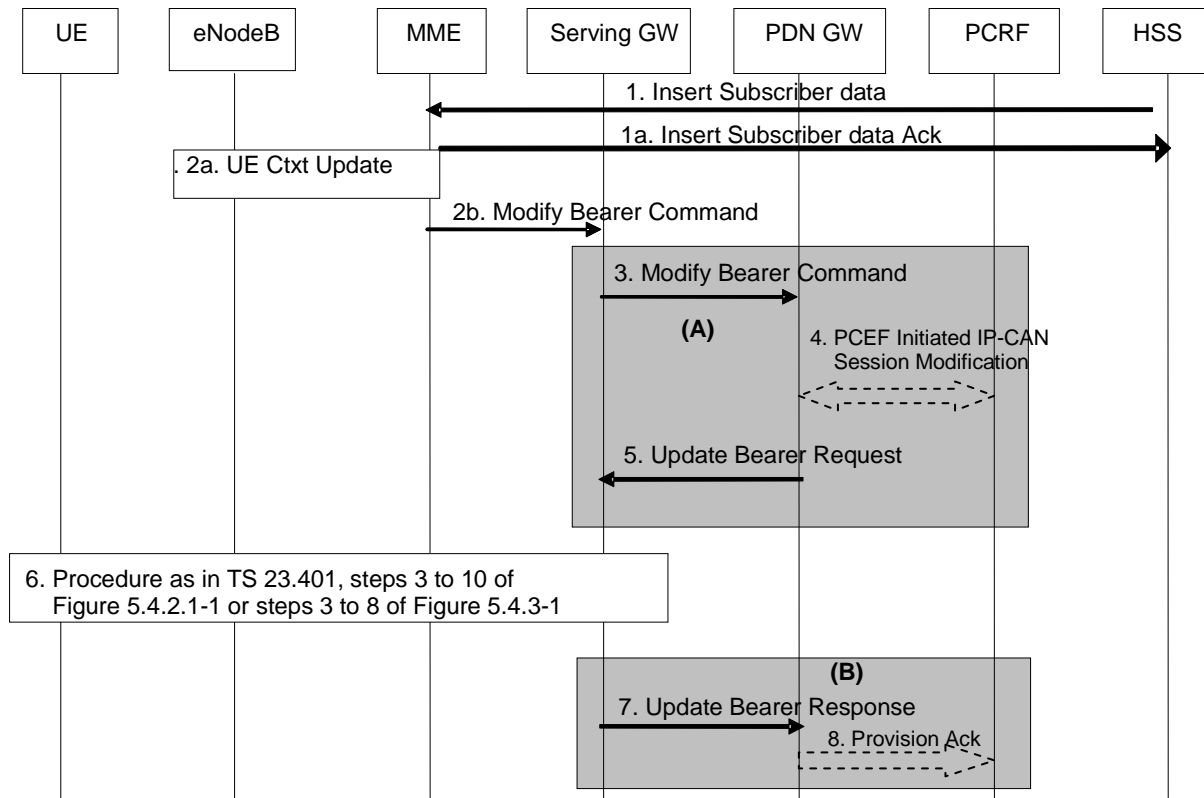 UE
eNodeB
MME
Serving GW
PDN GW
PCRF
HSS
1. Insert Subscriber data
1a. Insert Subscriber data Ack
. 2a. UE Ctxt Update
2b. Modify Bearer Command
3. Modify Bearer Command
(A)
4. PCEF Initiated IP-CAN
Session Modification
5. Update Bearer Request
6. Procedure as in TS 23.401, steps 3 to 10 of
Figure 5.4.2.1-1 or steps 3 to 8 of Figure 5.4.3-1
(B)
7. Update Bearer Response
8. Provision Ack